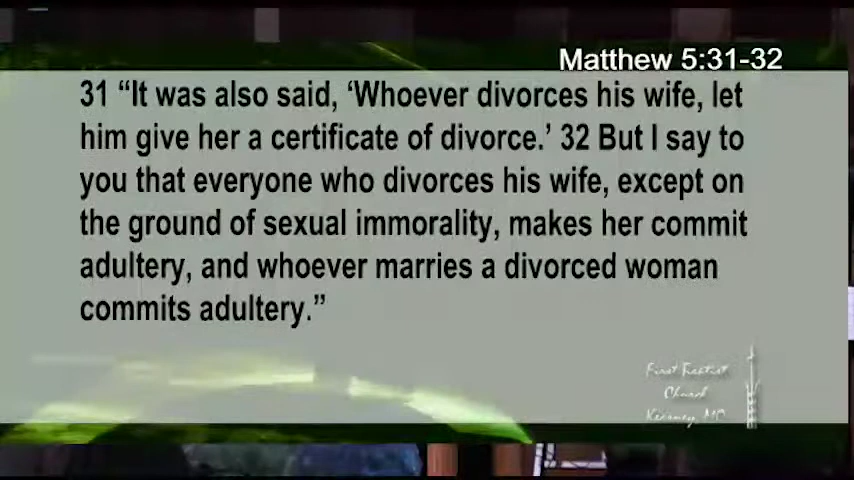 Matthew 5:31-32
31 “It was also said, ‘Whoever divorces his wife, let
him give her a certificate of divorce.’ 32 But I say to
you that everyone who divorces his wife, except on
the ground of sexual immorality, makes her commit
adultery, and whoever marries a divorced woman
commits adultery.”
First Baptist
Church
Kearney, MO